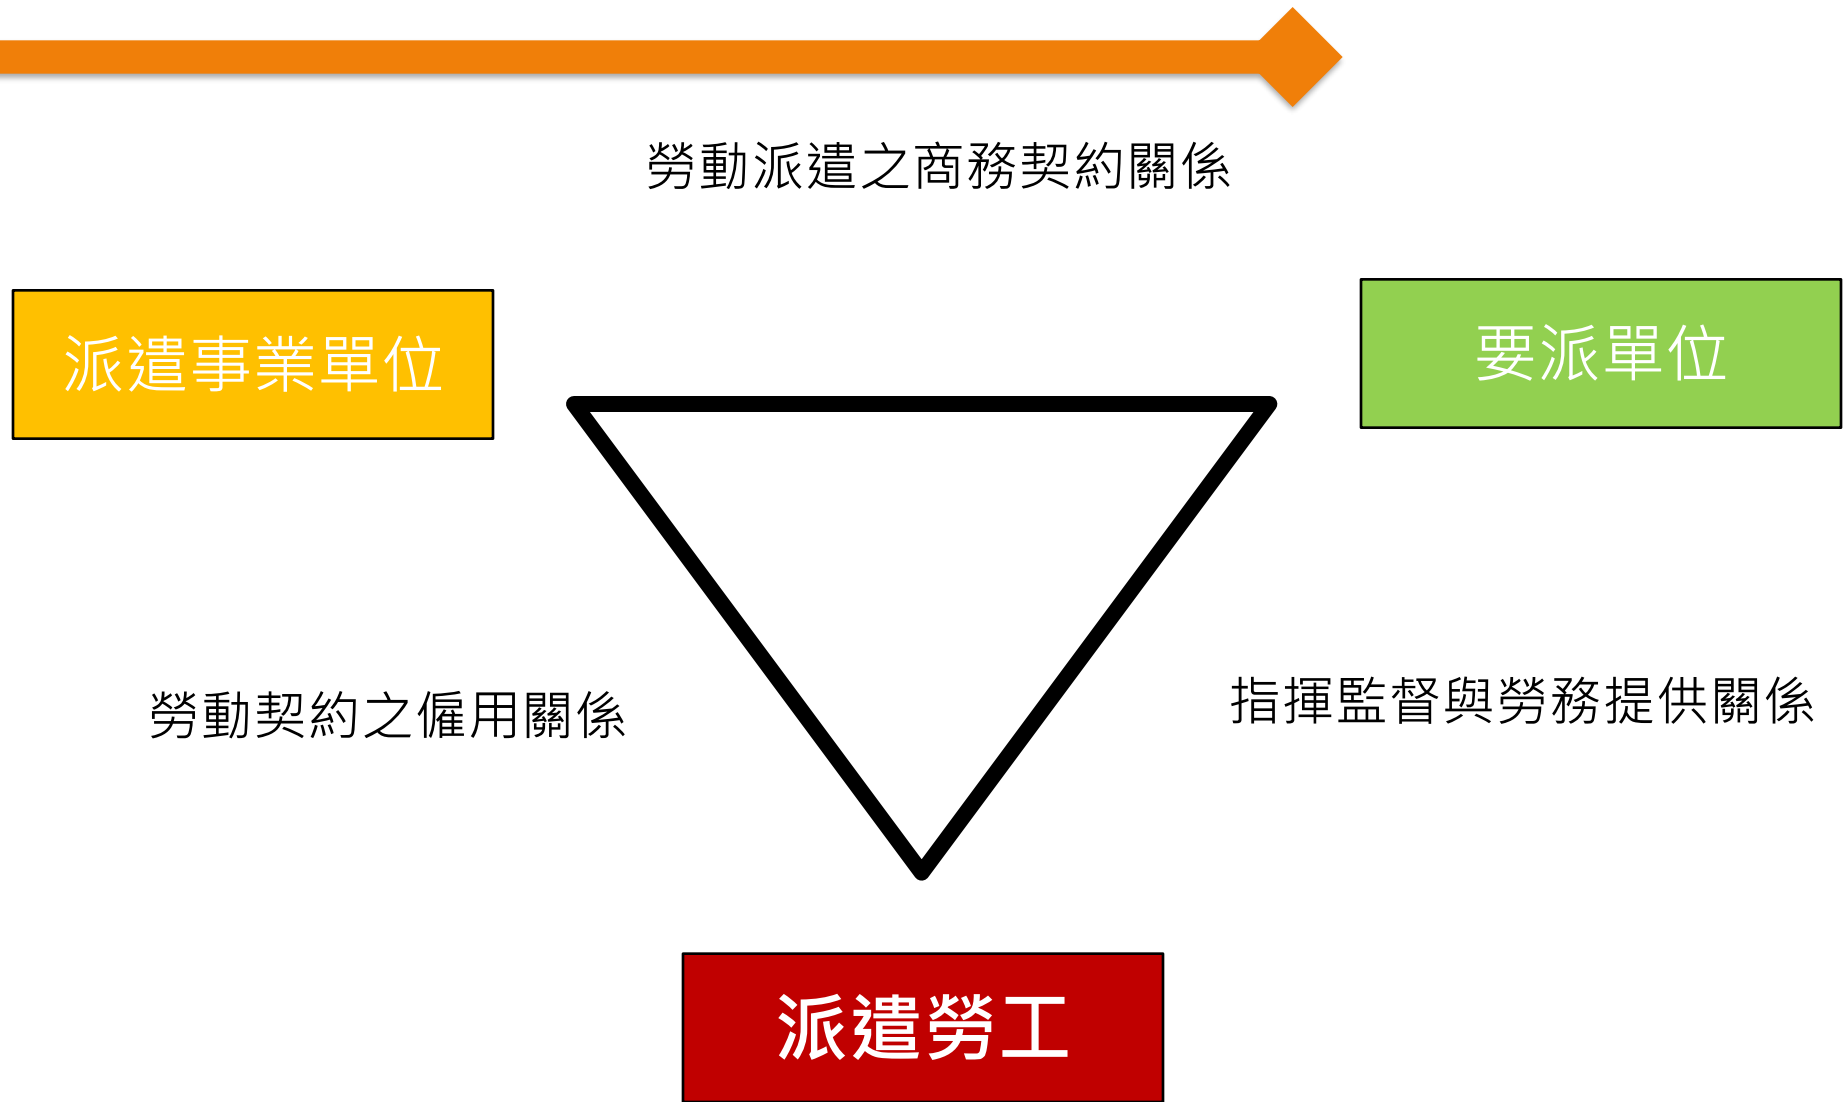 勞動派遣之商務契約關係
派遣事業單位
要派單位
勞動契約之僱用關係
指揮監督與勞務提供關係
派遣勞工